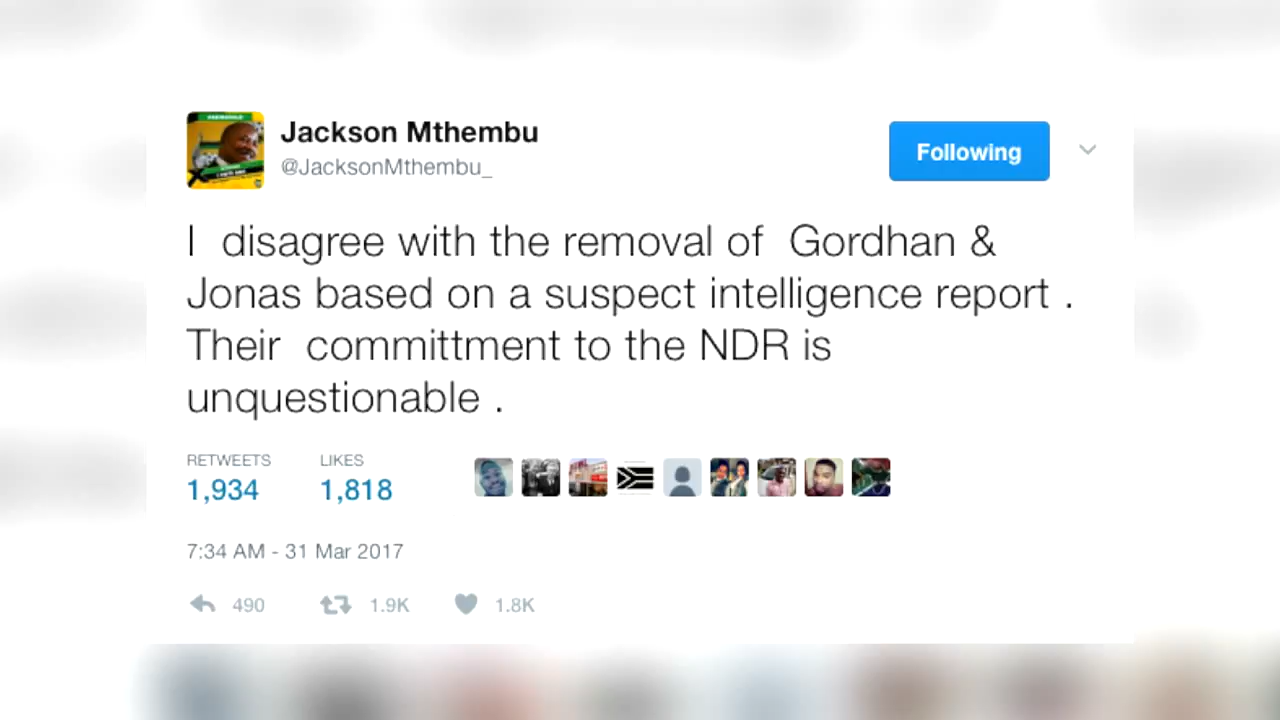 Jackson Mthembu
@JacksonMthembu_
Following
I disagree with the removal of Gordhan &
Jonas based on a suspect intelligence report .
Their committment to the NDR is
unquestionable .
RETWEETS LIKES
1,934 1,818
7:34 AM - 31 Mar 2017
490 1.9K 1.8K